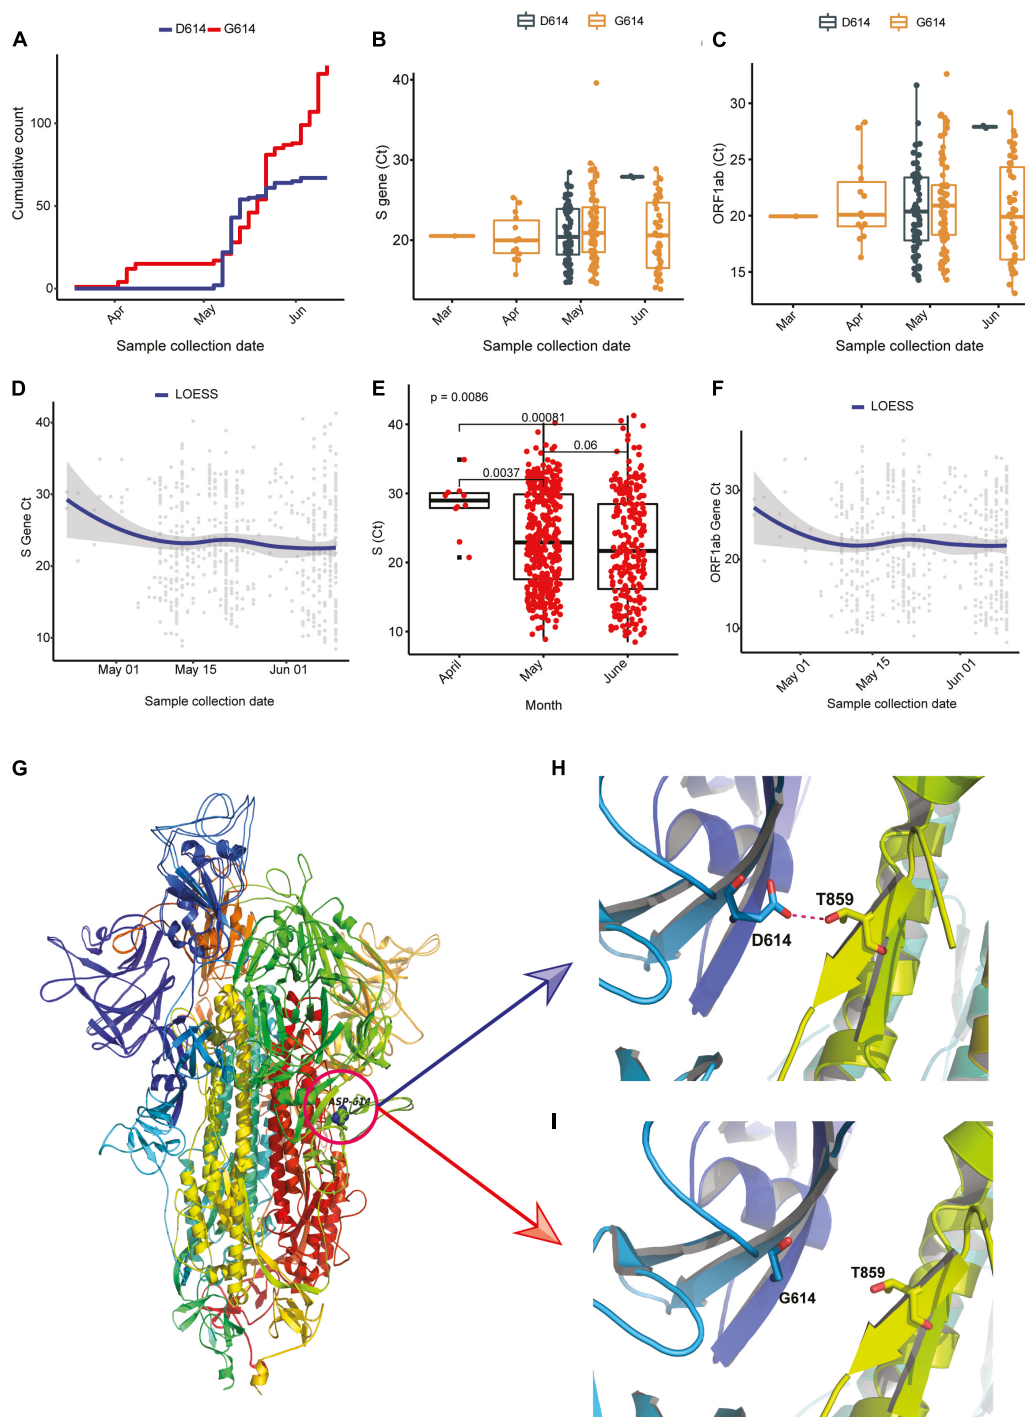 A
D614 G614
Cumulative count
100
50
0
Apr
May
Jun
Sample collection date
B
D614 G614
S gene (Ct)
40
30
20
Mar
Apr
May
Jun
Sample collection date
C
D614 G614
ORF1ab (Ct)
30
25
20
15
Mar
Apr
May
Jun
Sample collection date
D
LOESS
S Gene Ct
40
30
20
10
May 01
May 15
Jun 01
Sample collection date
E
p = 0.0086
0.00081
0.06
0.0037
S (Ct)
40
30
20
10
April
May
June
Month
F
LOESS
ORF1ab Gene Ct
30
20
10
May 01
May 15
Jun 01
Sample collection date
G
ASP-614
H
T859
D614
I
T859
G614